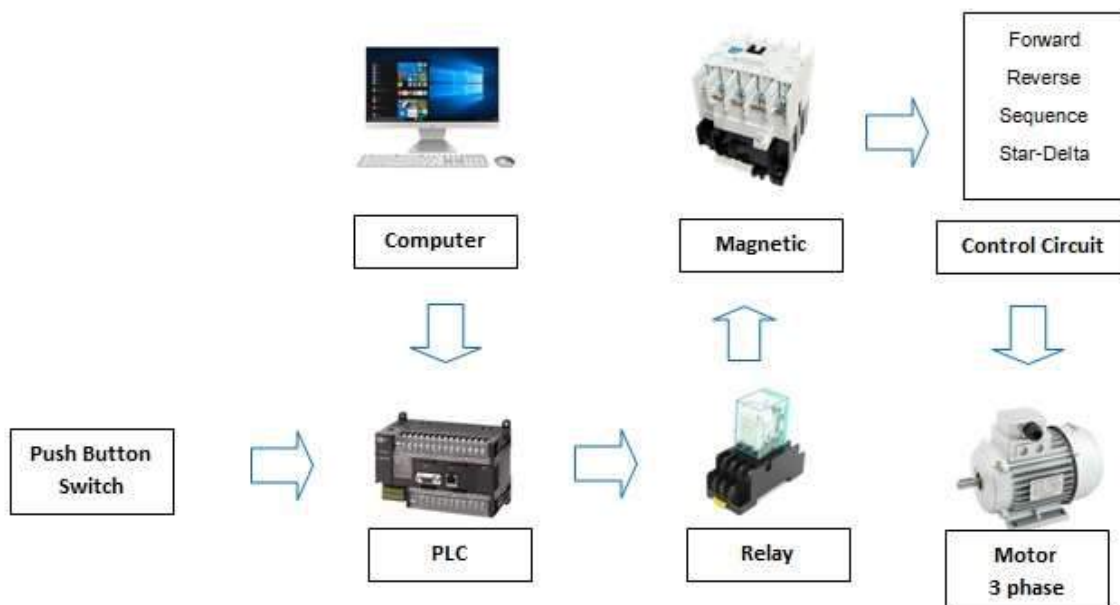 Forward
Reverse
Sequence
Star-Delta
Computer
Magnetic
Control Circuit
Push Button
Switch
PLC
Relay
Motor
3 phase